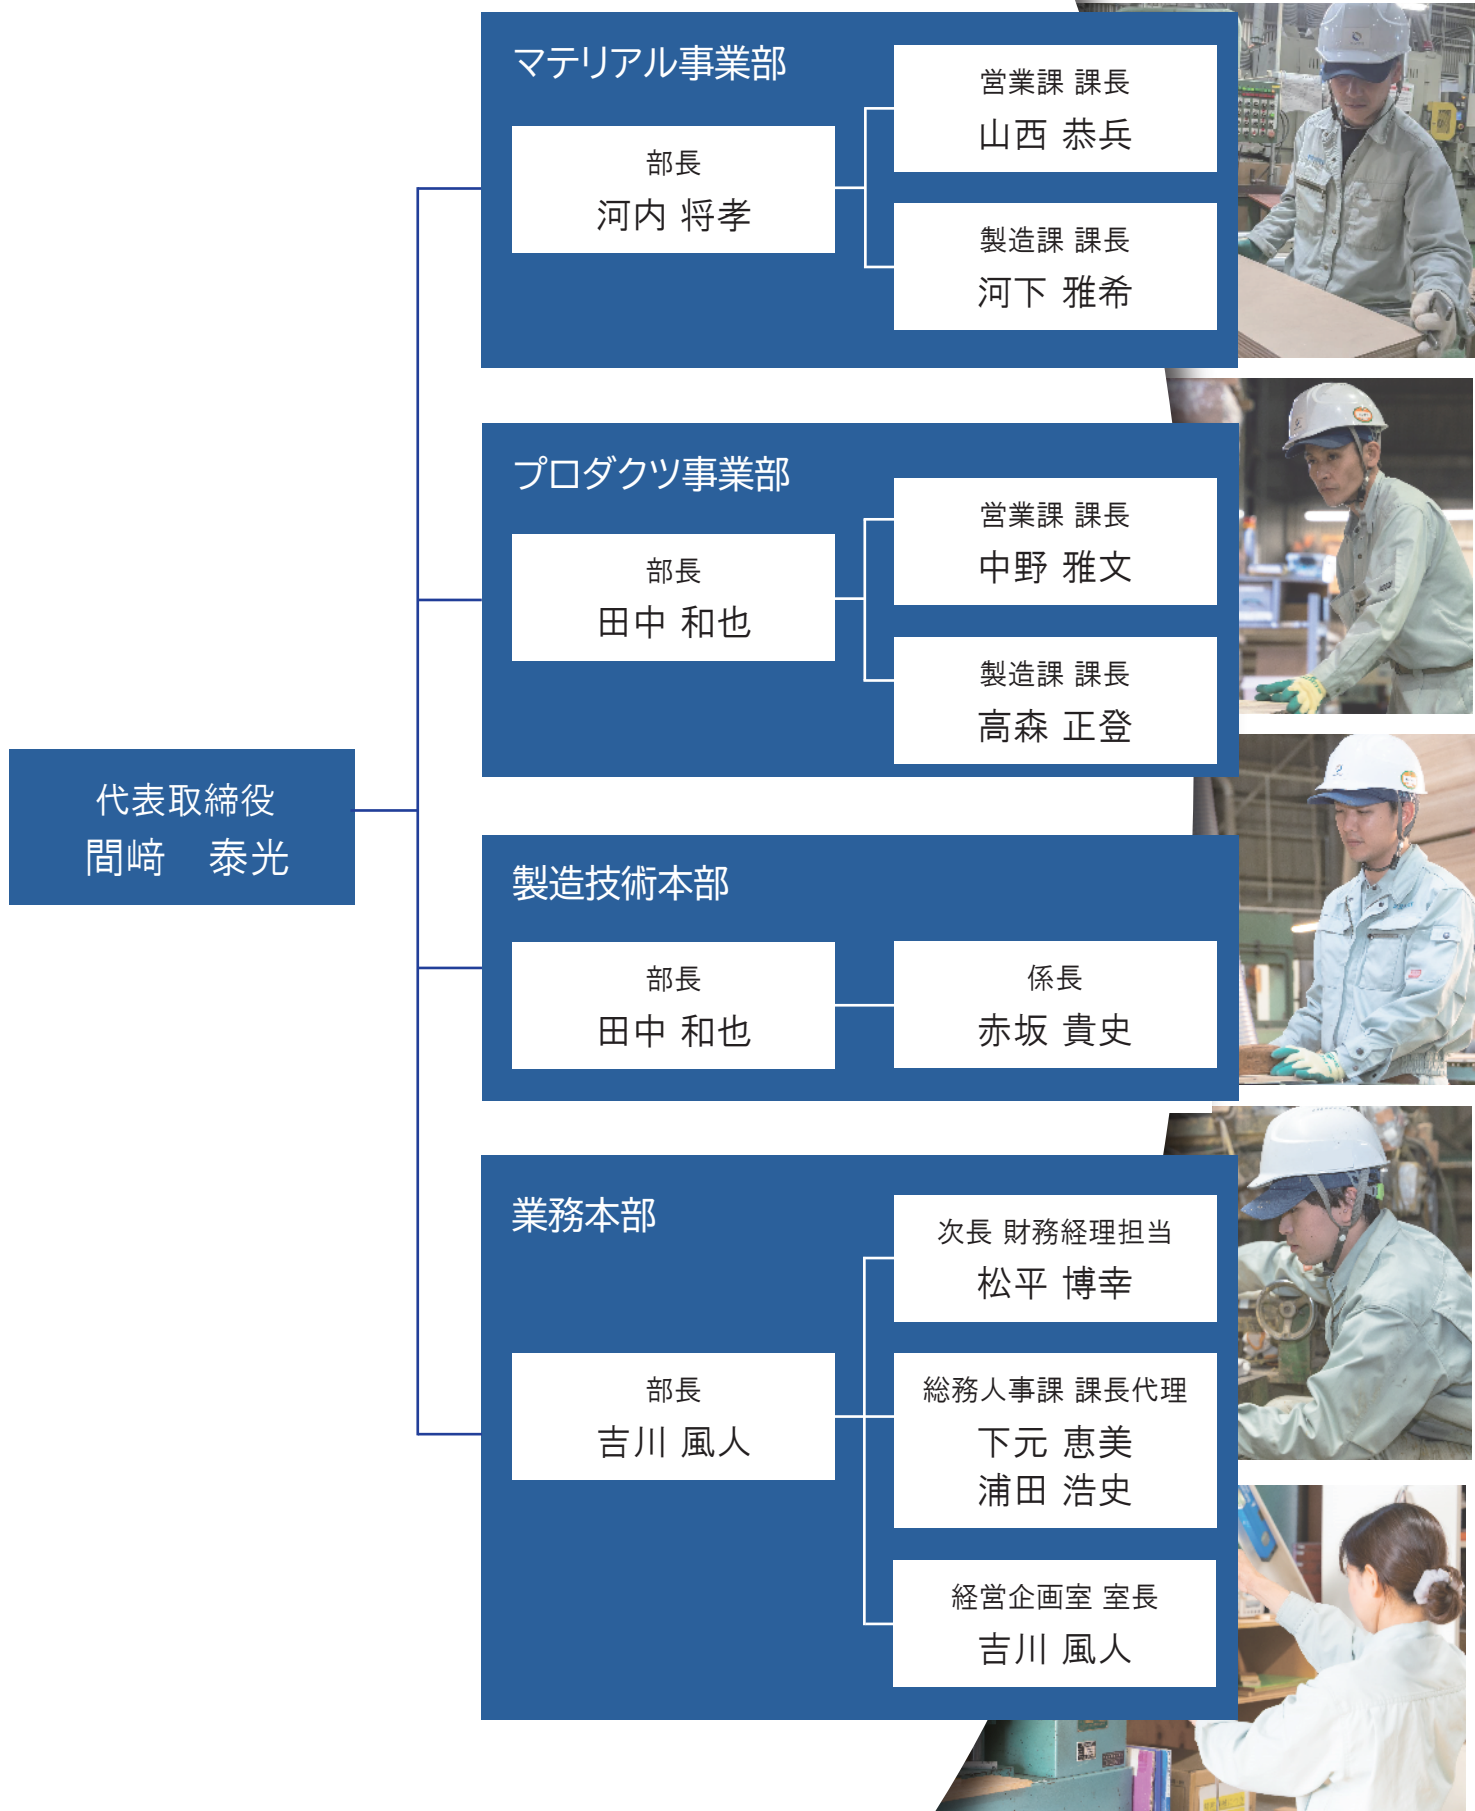 マテリアル事業部
部長
河内 将孝
営業課 課長
山西 恭兵
製造課 課長
河下 雅希
プロダクツ事業部
部長
田中 和也
営業課 課長
中野 雅文
製造課 課長
高森 正登
代表取締役
間﨑　泰光
製造技術本部
部長
田中 和也
係長
赤坂 貴史
業務本部
部長
吉川 風人
次長 財務経理担当
松平 博幸
総務人事課 課長代理
下元 恵美
浦田 浩史
経営企画室 室長
吉川 風人